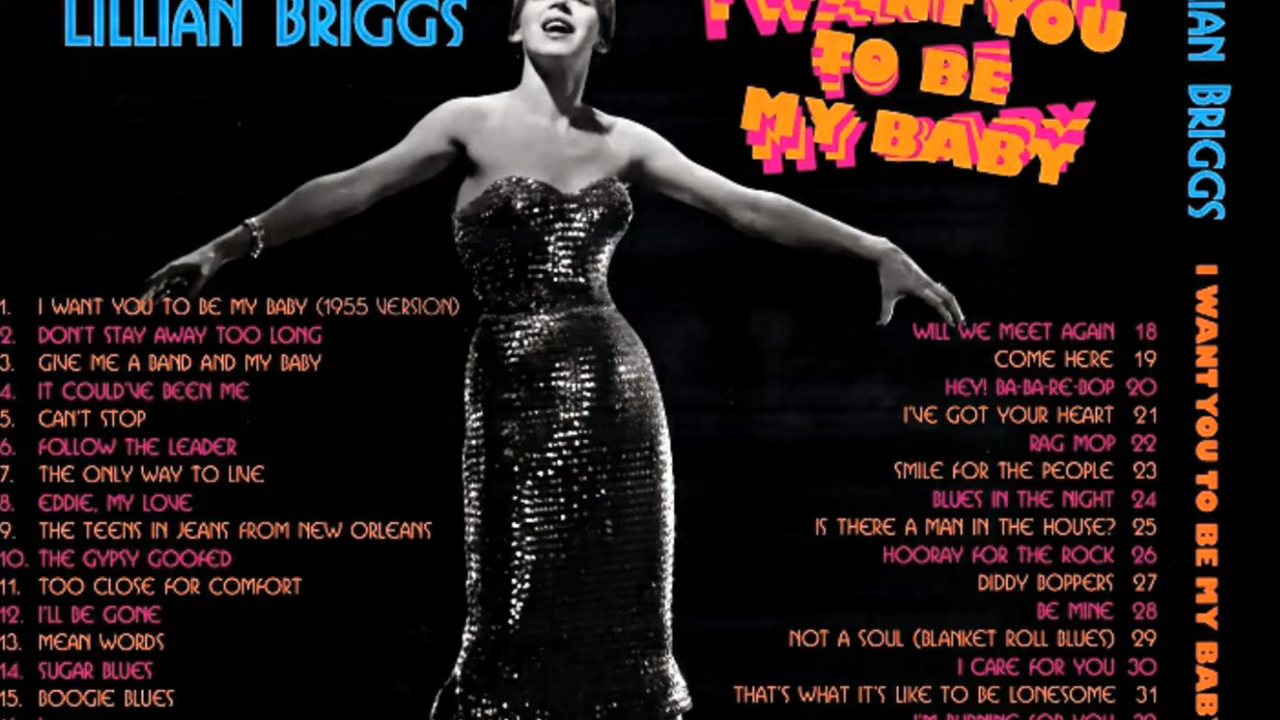 LILLIAN BRIGGS
I WANT YOU
TO BE
MY BABY
1. I WANT YOU TO BE MY BABY (1955 VERSION)
2. DON'T STAY AWAY TOO LONG
3. GIVE ME A BAND AND MY BABY
4. IT COULD'VE BEEN ME
5. CAN'T STOP
6. FOLLOW THE LEADER
7. THE ONLY WAY TO LIVE
8. EDDIE, MY LOVE
9. THE TEENS IN JEANS FROM NEW ORLEANS
10. THE GYPSY GOOFED
11. TOO CLOSE FOR COMFORT
12. I'LL BE GONE
13. MEAN WORDS
14. SUGAR BLUES
15. BOOGIE BLUES
WILL WE MEET AGAIN 18
COME HERE 19
HEY! BA-BA-RE-BOP 20
I'VE GOT YOUR HEART 21
RAG MOP 22
SMILE FOR THE PEOPLE 23
BLUES IN THE NIGHT 24
IS THERE A MAN IN THE HOUSE? 25
HOORAY FOR THE ROCK 26
DIDDY BOPPERS 27
BE MINE 28
NOT A SOUL (BLANKET ROLL BLUES) 29
I CARE FOR YOU 30
THAT'S WHAT IT'S LIKE TO BE LONESOME 31
I'M BURNING FOR YOU 32
LIAN BRIGGS I WANT YOU TO BE MY BAB